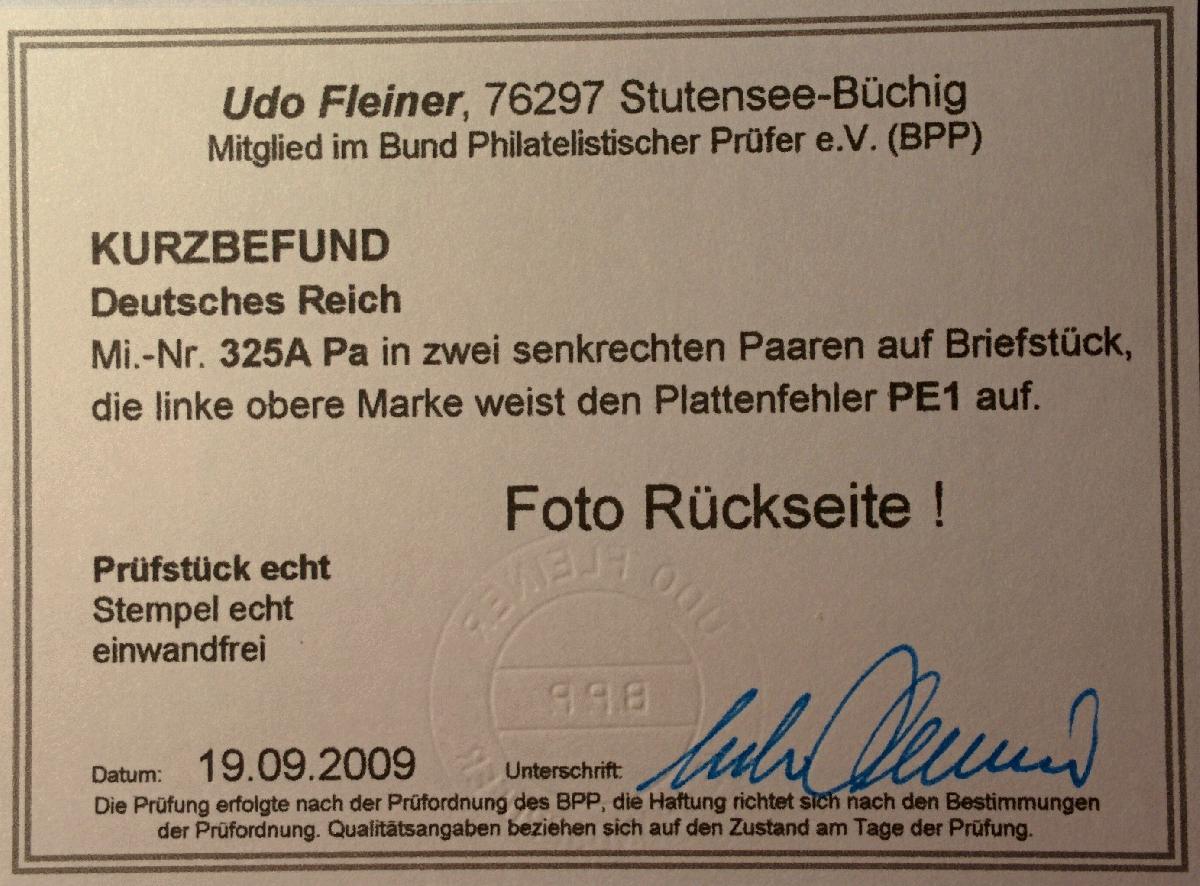 Udo Fleiner, 76297 Stutensee-Büchig
Mitglied im Bund Philatelistischer Prüfer e.V. (BPP)
KURZBEFUND
Deutsches Reich
Mi.-Nr. 325A Pa in zwei senkrechten Paaren auf Briefstück,
die linke obere Marke weist den Plattenfehler PE1 auf.
Foto Rückseite !
Prüfstück echt
Stempel echt
einwandfrei
UDO FLEINER
B.P.P
Datum: 19.09.2009 Unterschrift:
Die Prüfung erfolgte nach der Prüfordnung des BPP, die Haftung richtet sich nach den Bestimmungen
der Prüfordnung. Qualitätsangaben beziehen sich auf den Zustand am Tage der Prüfung.